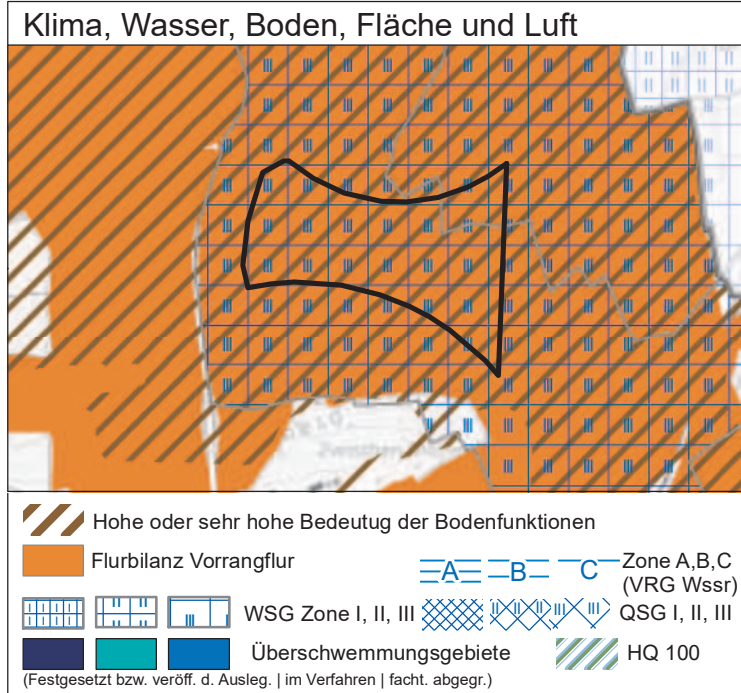 Klima, Wasser, Boden, Fläche und Luft
Hohe oder sehr hohe Bedeutug der Bodenfunktionen
Flurbilanz Vorrangflur
A B C Zone A,B,C
(VRG Wssr)
WSG Zone I, II, III
QSG I, II, III
Überschwemmungsgebiete
HQ 100
(Festgesetzt bzw. veröff. d. Ausleg. | im Verfahren | facht. abgegr.)